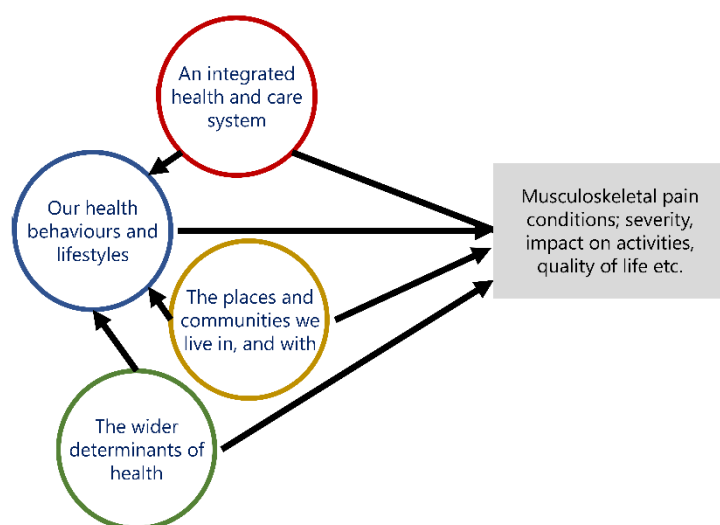 An integrated
health and care
system
Our health
behaviours and
lifestyles
Musculoskeletal pain
conditions; severity,
impact on activities,
quality of life etc.
The places and
communities we
live in, and with
The wider
determinants of
health